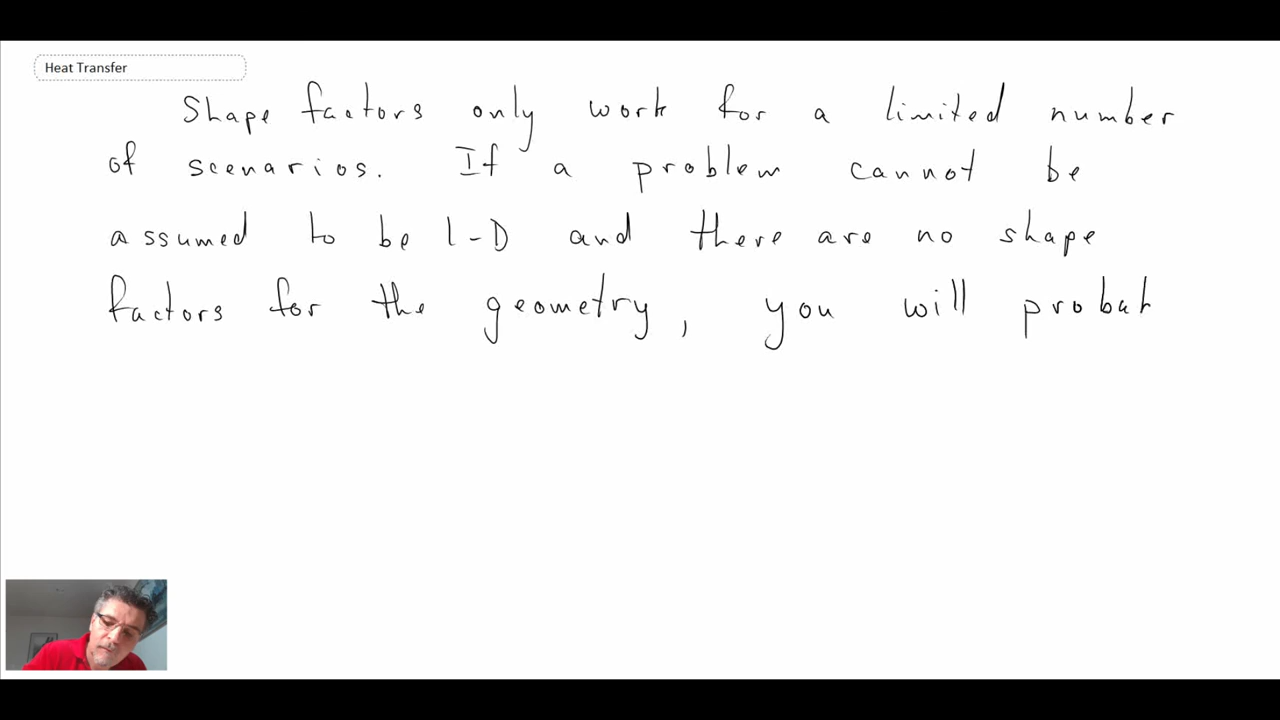 Heat Transfer
Shape factors only work for a limited number
of scenarios. If a problem cannot be
assumed to be 1-D and there are no shape
factors for the geometry, you will probab